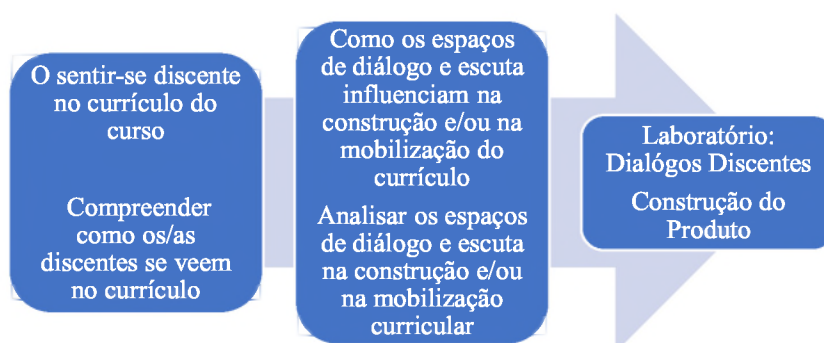 O sentir-se discente
no currículo do
curso
Compreender
como os/as
discentes se veem
no currículo
Como os espaços
de diálogo e escuta
influenciam na
construção e/ou na
mobilização do
currículo
Analisar os espaços
de diálogo e escuta
na construção e/ou
na mobilização
curricular
Laboratório:
Dialógos Discentes
Construção do
Produto